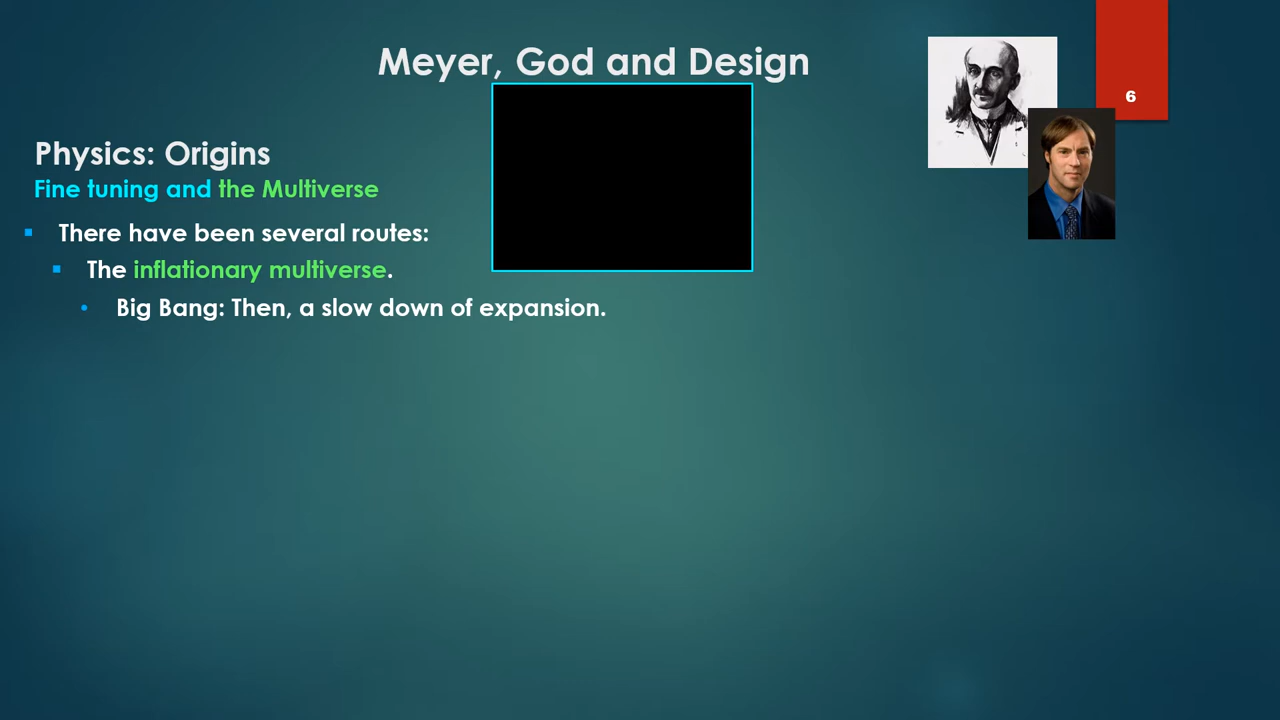 Meyer, God and Design
6
Physics: Origins
Fine tuning and the Multiverse
There have been several routes:
The inflationary multiverse.
Big Bang: Then, a slow down of expansion.